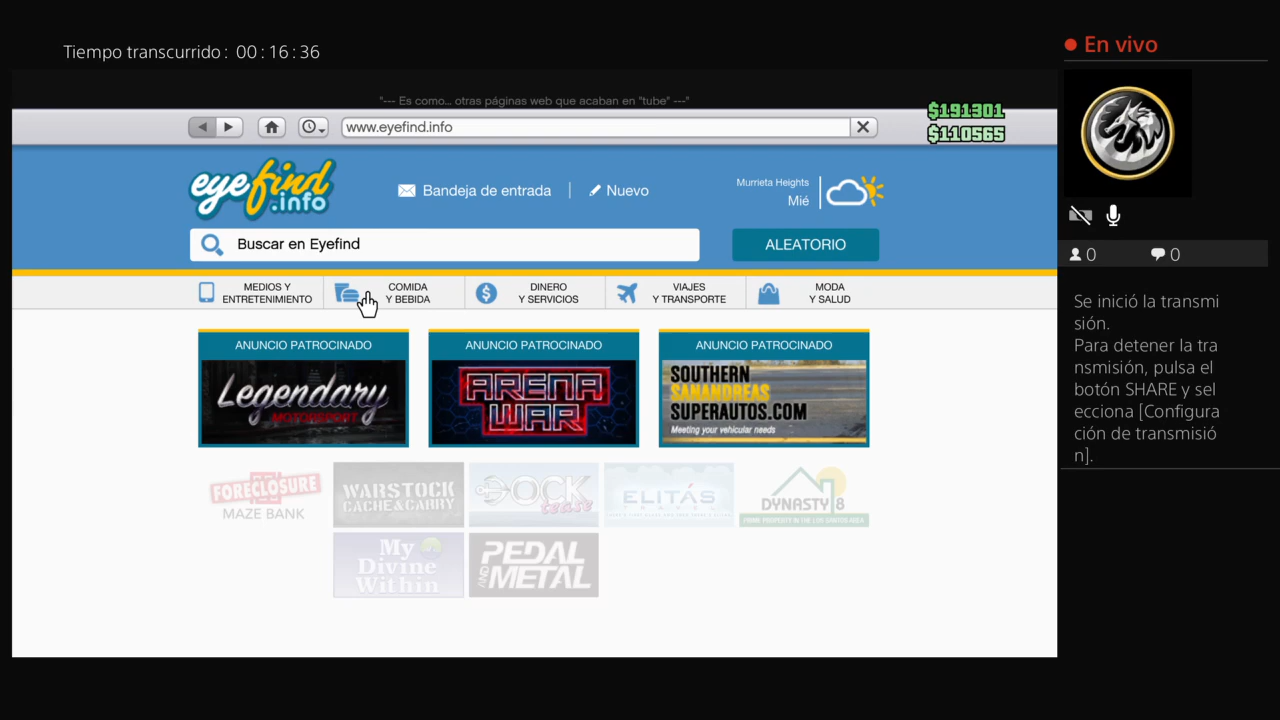 Tiempo transcurrido: 00:16:36
En vivo
"--- Es como... otras páginas web que acaban en "tube" ---"
$191301
www.eyefind.info
$110565
eyefind
.info
Bandeja de entrada
Nuevo
Murrieta Heights
Mié
Buscar en Eyefind
ALEATORIO
0
0
MEDIOS Y
ENTRETENIMIENTO
COMIDA
Y BEBIDA
DINERO
Y SERVICIOS
VIAJES
Y TRANSPORTE
MODA
Y SALUD
Se inició la transmi
sión.
Para detener la tra
nsmisión, pulsa el
botón SHARE y sel
ecciona [Configura
ción de transmisió
n].
ANUNCIO PATROCINADO
Legendary
MOTORSPORT
ANUNCIO PATROCINADO
ARENA
WAR
ANUNCIO PATROCINADO
SOUTHERN
SANANDREAS
SUPERAUTOS.COM
Meeting your vehicular needs
FORECLOSURE
MAZE BANK
WARSTOCK
CACHE & CARRY
DOCK
tease
ELITÁS
TRAVEL
DYNASTY 8
My
Divine
Within
PEDAL
AND METAL